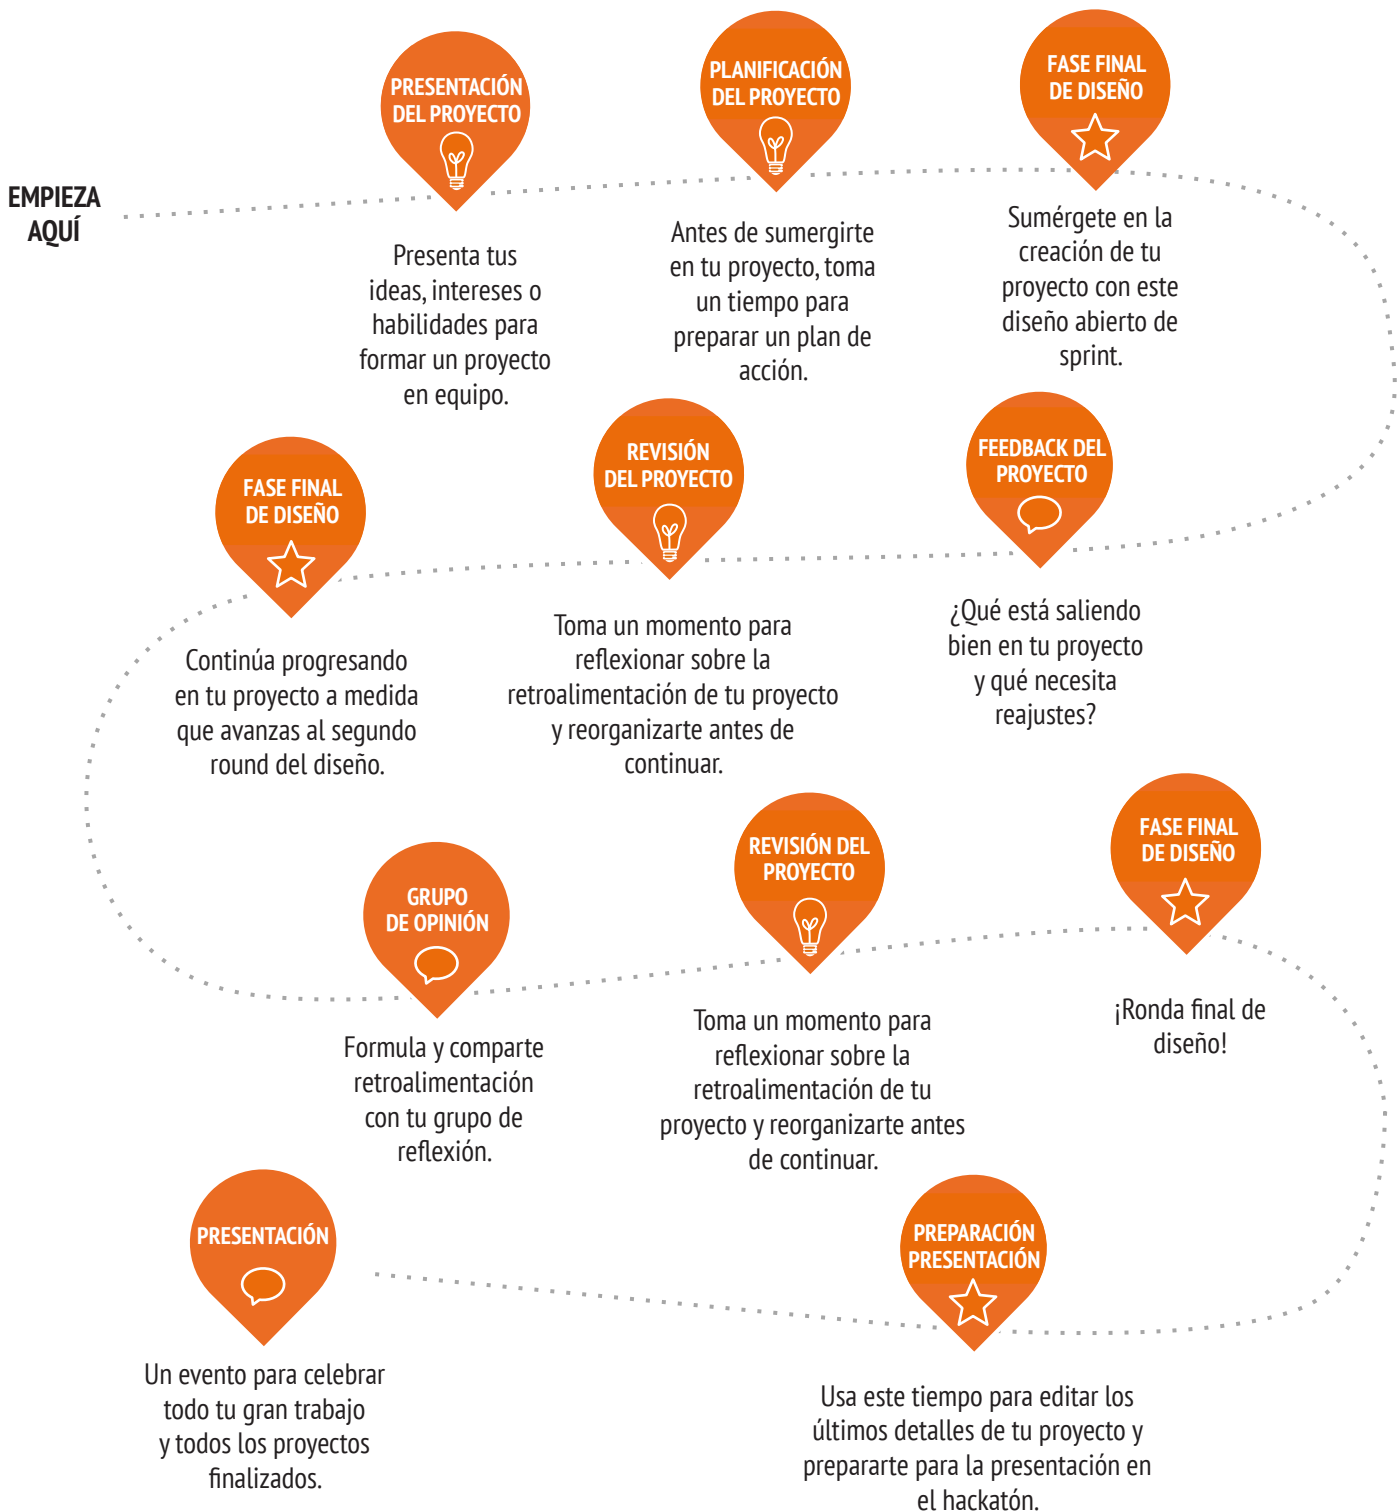 EMPIEZA
AQUÍ
PRESENTACIÓN
DEL PROYECTO
Presenta tus
ideas, intereses o
habilidades para
formar un proyecto
en equipo.
PLANIFICACIÓN
DEL PROYECTO
Antes de sumergirte
en tu proyecto, toma
un tiempo para
preparar un plan de
acción.
FASE FINAL
DE DISEÑO
Sumérgete en la
creación de tu
proyecto con este
diseño abierto de
sprint.
FEEDBACK DEL
PROYECTO
¿Qué está saliendo
bien en tu proyecto
y qué necesita
reajustes?
REVISIÓN
DEL PROYECTO
Toma un momento para
reflexionar sobre la
retroalimentación de tu proyecto
y reorganizarte antes de
continuar.
FASE FINAL
DE DISEÑO
Continúa progresando
en tu proyecto a medida
que avanzas al segundo
round del diseño.
GRUPO
DE OPINIÓN
Formula y comparte
retroalimentación
con tu grupo de
reflexión.
REVISIÓN DEL
PROYECTO
Toma un momento para
reflexionar sobre la
retroalimentación de tu
proyecto y reorganizarte antes
de continuar.
FASE FINAL
DE DISEÑO
¡Ronda final de
diseño!
PREPARACIÓN
PRESENTACIÓN
Usa este tiempo para editar los
últimos detalles de tu proyecto y
prepararte para la presentación en
el hackatón.
PRESENTACIÓN
Un evento para celebrar
todo tu gran trabajo
y todos los proyectos
finalizados.